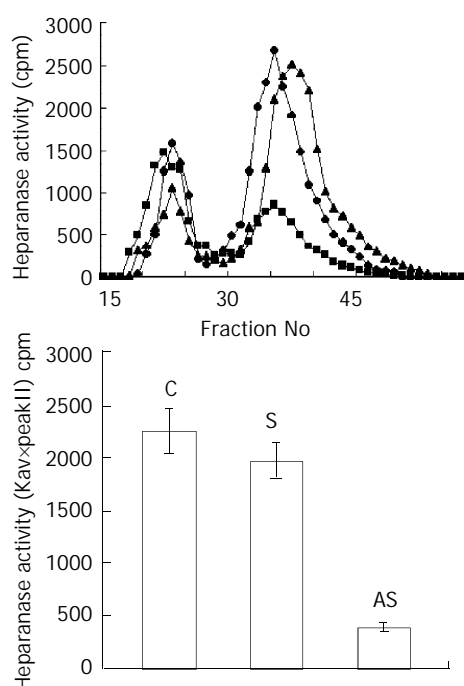 Heparanase activity (cpm)
3000
2500
2000
1500
1000
500
0
15 30 45
Fraction No
Heparanase activity (Kav×peakII) cpm
3000
2500
2000
1500
1000
500
0
C
S
AS